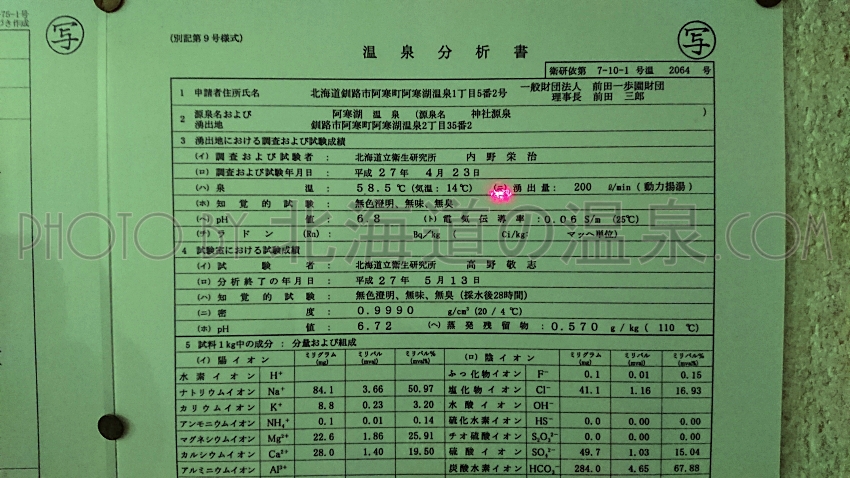 -75-1号
づき作成
写
(別記第9号様式)
写
温泉分析書
衛研依第 7-10-1 号温 2064 号
1 申請者住所氏名 北海道釧路市阿寒町阿寒湖温泉1丁目5番2号 一般財団法人 前田一歩園財団
理事長 前田 三郎
2 源泉名および 阿寒湖 温泉 (源泉名 神社源泉 )
湧出地 釧路市阿寒町阿寒湖温泉2丁目35番2
3 湧出地における調査および試験成績
(イ) 調査および試験者 : 北海道立衛生研究所 内野栄治
(ロ) 調査および試験年月日 : 平成27年 4月23日
(ハ) 泉温 : 58.5℃ (気温: 14℃) (ニ) 湧出量 : 200 ℓ/min (動力揚湯)
(ホ) 知覚的試験 : 無色澄明、無味、無臭
(ヘ) pH値 : 6.8 (ト) 電気伝導率 : 0.06 S/m (25℃)
(チ) ラドン (Rn) : Bq/kg ( Ci/kg: マッヘ単位)
4 試験室における試験成績
(イ) 試験者 : 北海道立衛生研究所 高野敬志
(ロ) 分析終了の年月日 : 平成27年 5月13日
(ハ) 知覚的試験 : 無色澄明、無味、無臭 (採水後28時間)
(ニ) 密度 : 0.9990 g/cm³ (20/4℃)
(ホ) pH値 : 6.72 (ヘ) 蒸発残留物 : 0.570 g/kg ( 110 ℃)
5 試料1kg中の成分 : 分量および組成
(イ) 陽イオン ミリグラム (mg) ミリバル (mval) ミリバル% (mval%) (ロ) 陰イオン ミリグラム (mg) ミリバル (mval) ミリバル% (mval%)
水素イオン H⁺ ふっ化物イオン F⁻ 0.1 0.01 0.15
ナトリウムイオン Na⁺ 84.1 3.66 50.97 塩化物イオン Cl⁻ 41.1 1.16 16.93
カリウムイオン K⁺ 8.8 0.23 3.20 水酸イオン OH⁻
アンモニウムイオン NH₄⁺ 0.1 0.01 0.14 硫化水素イオン HS⁻ 0.0 0.00 0.00
マグネシウムイオン Mg²⁺ 22.6 1.86 25.91 チオ硫酸イオン S₂O₃²⁻ 0.0 0.00 0.00
カルシウムイオン Ca²⁺ 28.0 1.40 19.50 硫酸イオン SO₄²⁻ 49.7 1.03 15.04
アルミニウムイオン Al³⁺ 炭酸水素イオン HCO₃⁻ 284.0 4.65 67.88
PHOTO BY 北海道の温泉.COM